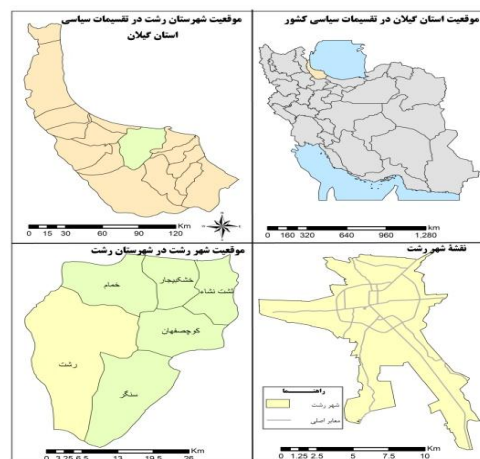 موقعیت استان گیلان در تقسیمات سیاسی کشور
km
0 160 320 640 960 1,280
موقعیت شهرستان رشت در تقسیمات سیاسی
استان گیلان
Km
0 15 30 60 90 120
نقشهٔ شهر رشت
راهنما
شهر رشت
معابر اصلی
Km
0 1.25 2.5 5 7.5 10
موقعیت شهر رشت در شهرستان رشت
خمام
خشکبیجار
لشت نشاء
کوچصفهان
رشت
سنگر
Km
0 3.25 6.5 13 19.5 26